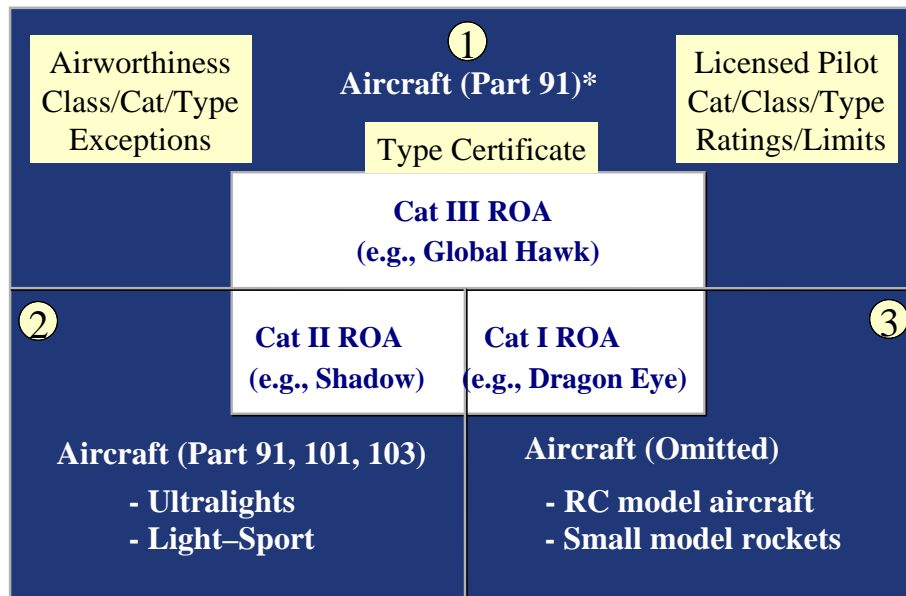 1
Airworthiness
Class/Cat/Type
Exceptions
Aircraft (Part 91)*
Licensed Pilot
Cat/Class/Type
Ratings/Limits
Type Certificate
Cat III ROA
(e.g., Global Hawk)
2
3
Cat II ROA
(e.g., Shadow)
Cat I ROA
(e.g., Dragon Eye)
Aircraft (Part 91, 101, 103)
- Ultralights
- Light–Sport
Aircraft (Omitted)
- RC model aircraft
- Small model rockets